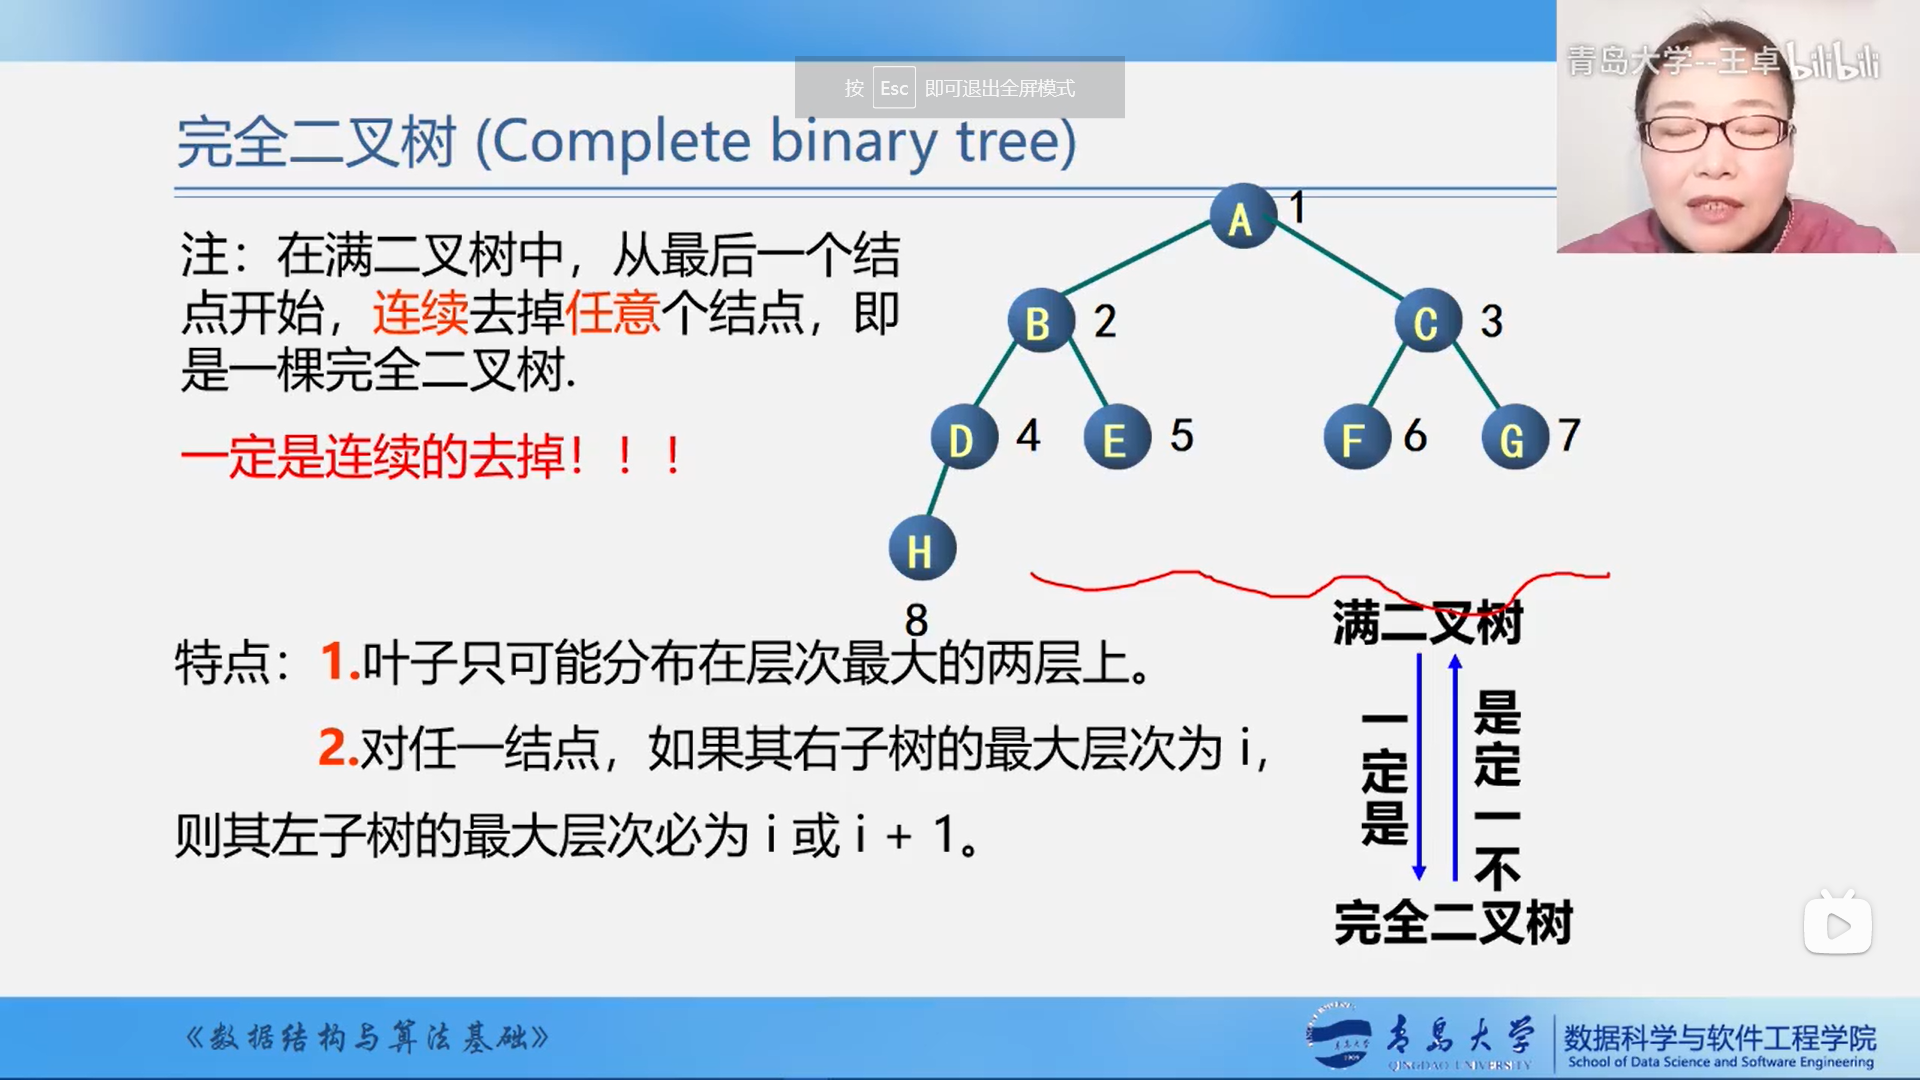 青岛大学--王卓 bilibili
按 Esc 即可退出全屏模式
完全二叉树 (Complete binary tree)
注：在满二叉树中，从最后一个结
点开始，连续去掉任意个结点，即
是一棵完全二叉树.
一定是连续的去掉！！！
A 1
B 2
C 3
D 4
E 5
F 6
G 7
H
8
特点：1.叶子只可能分布在层次最大的两层上。
2.对任一结点，如果其右子树的最大层次为 i，
则其左子树的最大层次必为 i 或 i + 1。
满二叉树
一定是
是定一不
完全二叉树
《数据结构与算法基础》
青岛大学
QINGDAO UNIVERSITY
数据科学与软件工程学院
School of Data Science and Software Engineering